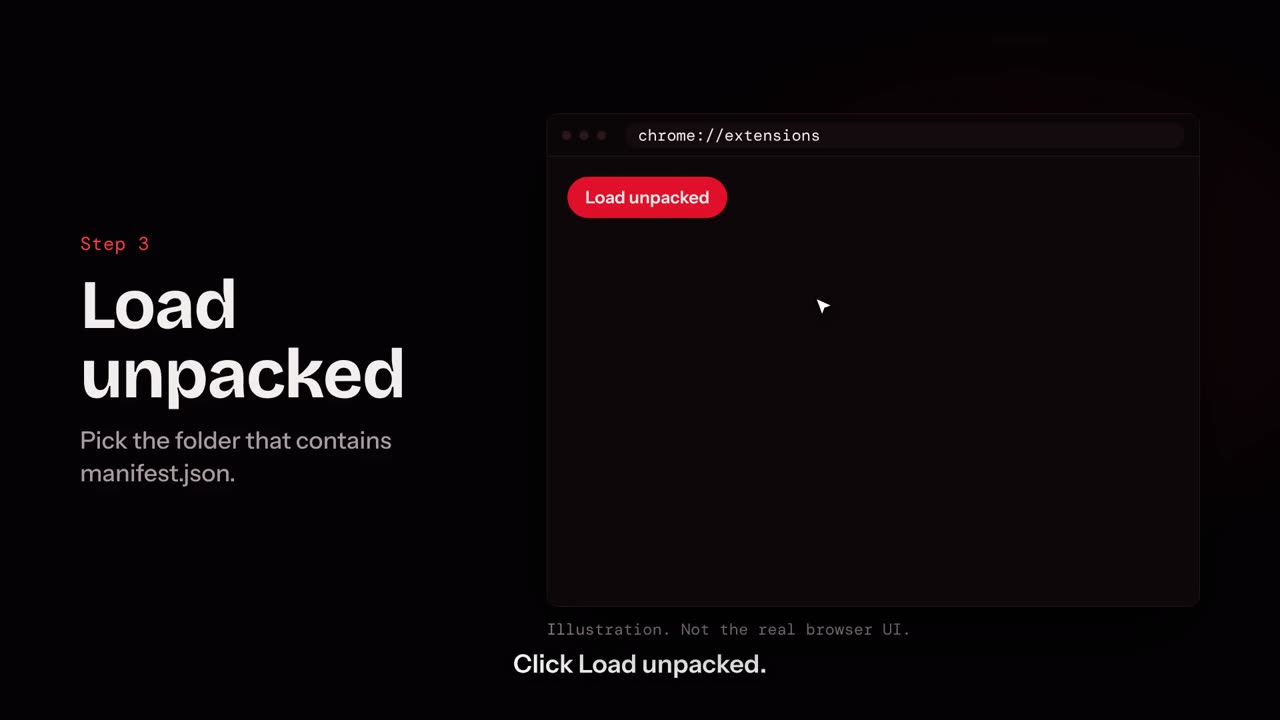 Step 3
Load
unpacked
Pick the folder that contains
manifest.json.
chrome://extensions
Load unpacked
Illustration. Not the real browser UI.
Click Load unpacked.